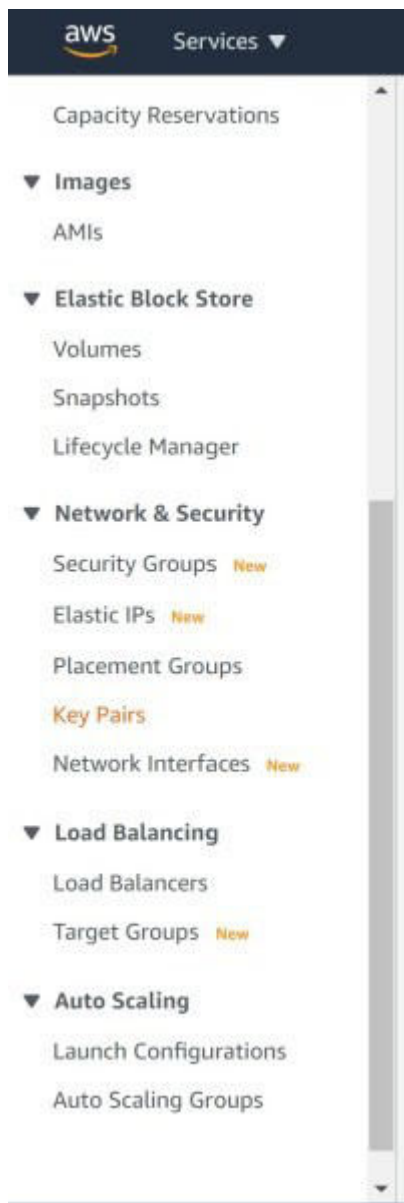 aws
Services
Capacity Reservations
Images
AMIs
Elastic Block Store
Volumes
Snapshots
Lifecycle Manager
Network & Security
Security Groups New
Elastic IPs New
Placement Groups
Key Pairs
Network Interfaces New
Load Balancing
Load Balancers
Target Groups New
Auto Scaling
Launch Configurations
Auto Scaling Groups